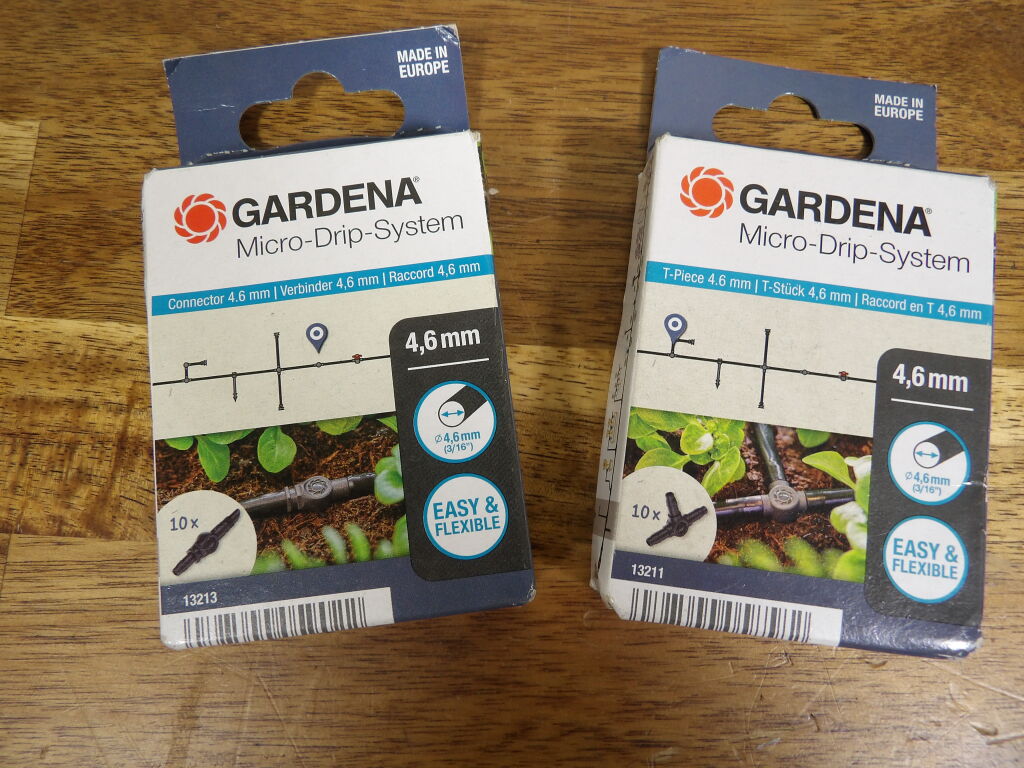 MADE IN
EUROPE
GARDENA®
Micro-Drip-System
Connector 4.6 mm | Verbinder 4,6 mm | Raccord 4,6 mm
4,6 mm
Ø 4,6 mm
(3/16")
EASY &
FLEXIBLE
10 x
13213
MADE IN
EUROPE
GARDENA®
Micro-Drip-System
T-Piece 4.6 mm | T-Stück 4,6 mm | Raccord en T 4,6 mm
4,6 mm
Ø 4,6 mm
(3/16")
EASY &
FLEXIBLE
10 x
13211